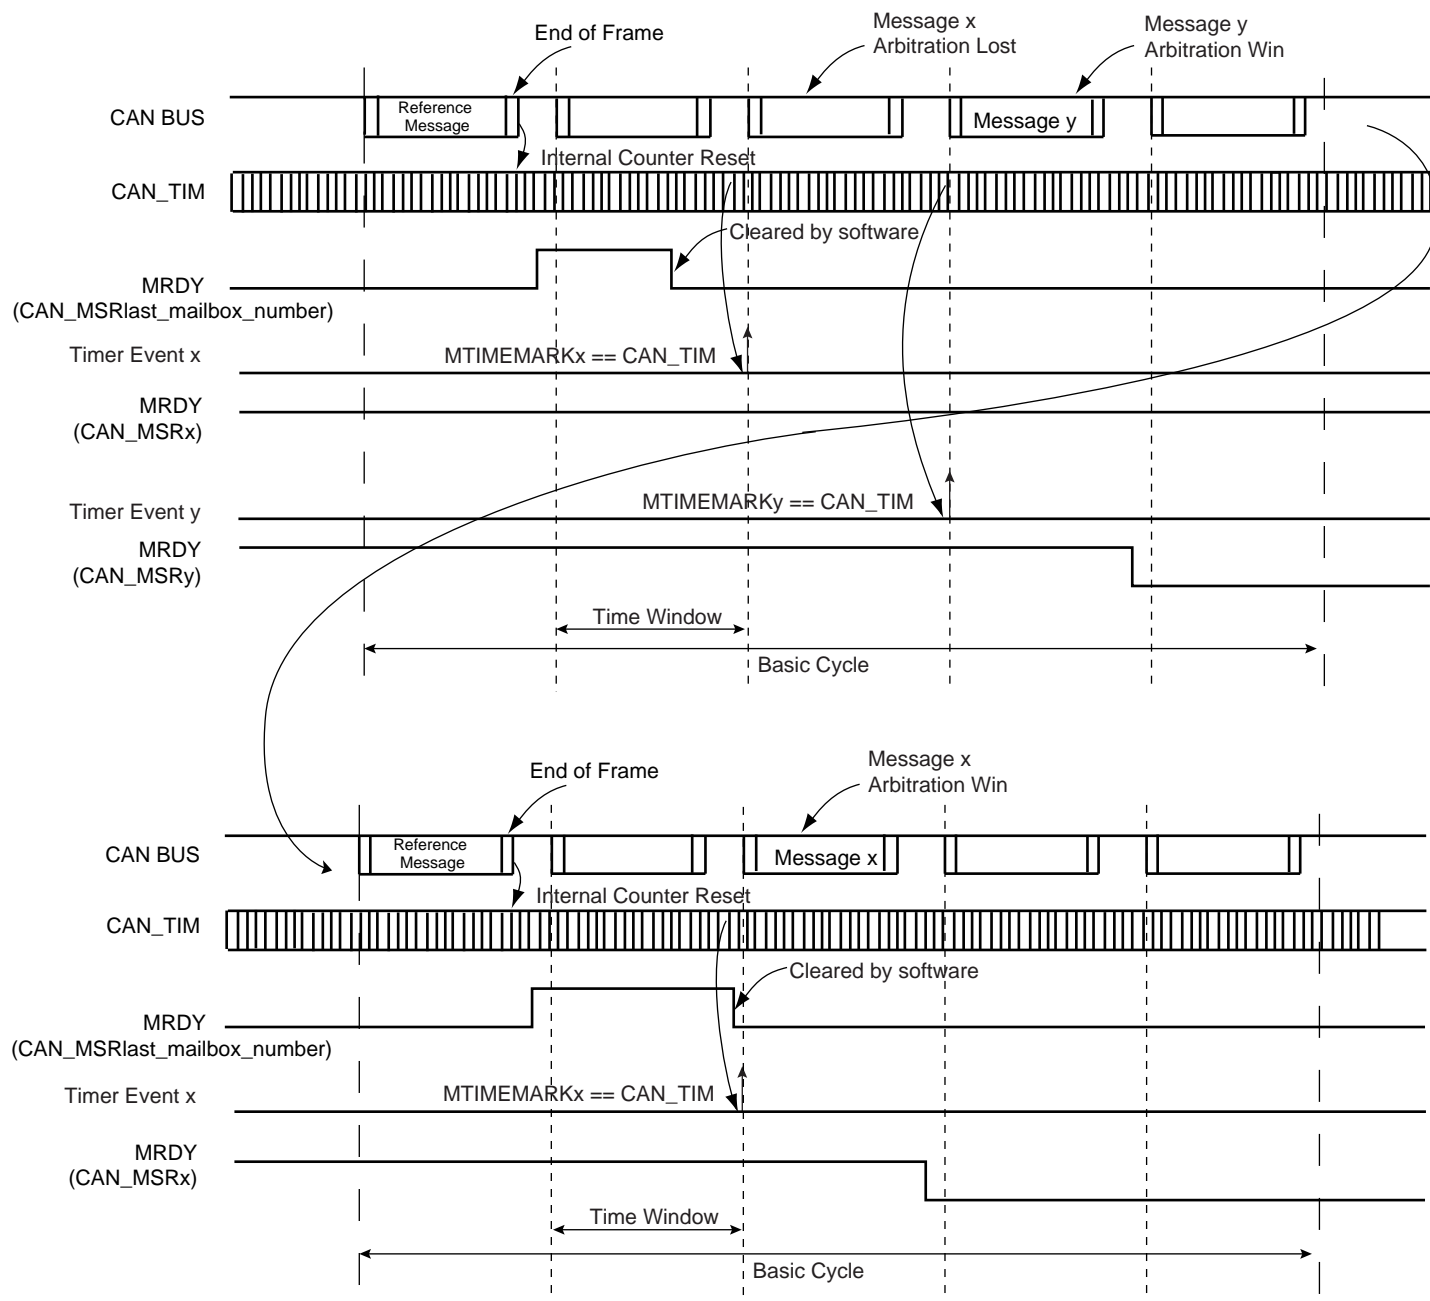 End of Frame
Message x
Arbitration Lost
Message y
Arbitration Win
CAN BUS
Reference
Message
Message y
Internal Counter Reset
CAN_TIM
Cleared by software
MRDY
(CAN_MSRlast_mailbox_number)
Timer Event x
MTIMEMARKx == CAN_TIM
MRDY
(CAN_MSRx)
Timer Event y
MTIMEMARKy == CAN_TIM
MRDY
(CAN_MSRy)
Time Window
Basic Cycle
End of Frame
Message x
Arbitration Win
CAN BUS
Reference
Message
Message x
Internal Counter Reset
CAN_TIM
Cleared by software
MRDY
(CAN_MSRlast_mailbox_number)
Timer Event x
MTIMEMARKx == CAN_TIM
MRDY
(CAN_MSRx)
Time Window
Basic Cycle